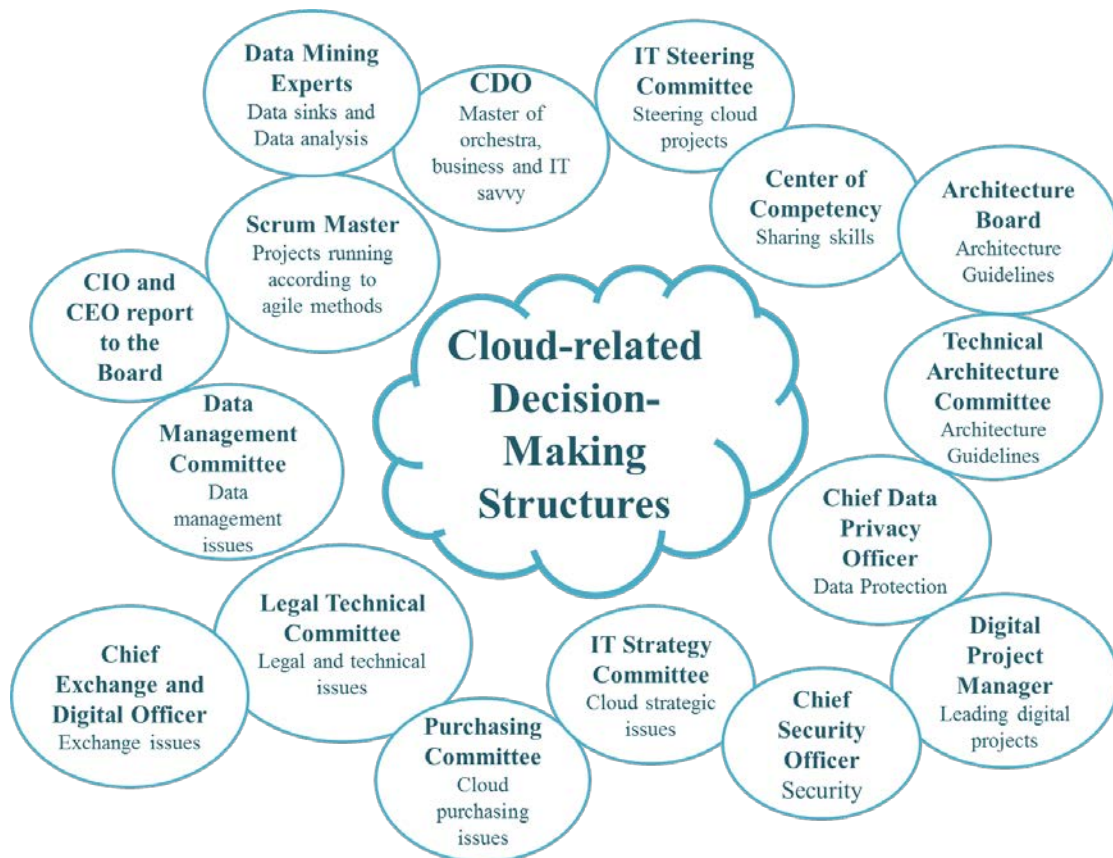 Data Mining
Experts
Data sinks and
Data analysis
CDO
Master of
orchestra,
business and IT
savvy
IT Steering
Committee
Steering cloud
projects
Center of
Competency
Sharing skills
Architecture
Board
Architecture
Guidelines
Scrum Master
Projects running
according to
agile methods
CIO and
CEO report
to the
Board
Cloud-related
Decision-
Making
Structures
Technical
Architecture
Committee
Architecture
Guidelines
Data
Management
Committee
Data
management
issues
Chief Data
Privacy
Officer
Data Protection
Legal Technical
Committee
Legal and technical
issues
Chief
Exchange and
Digital Officer
Exchange issues
IT Strategy
Committee
Cloud strategic
issues
Digital
Project
Manager
Leading digital
projects
Purchasing
Committee
Cloud
purchasing
issues
Chief
Security
Officer
Security